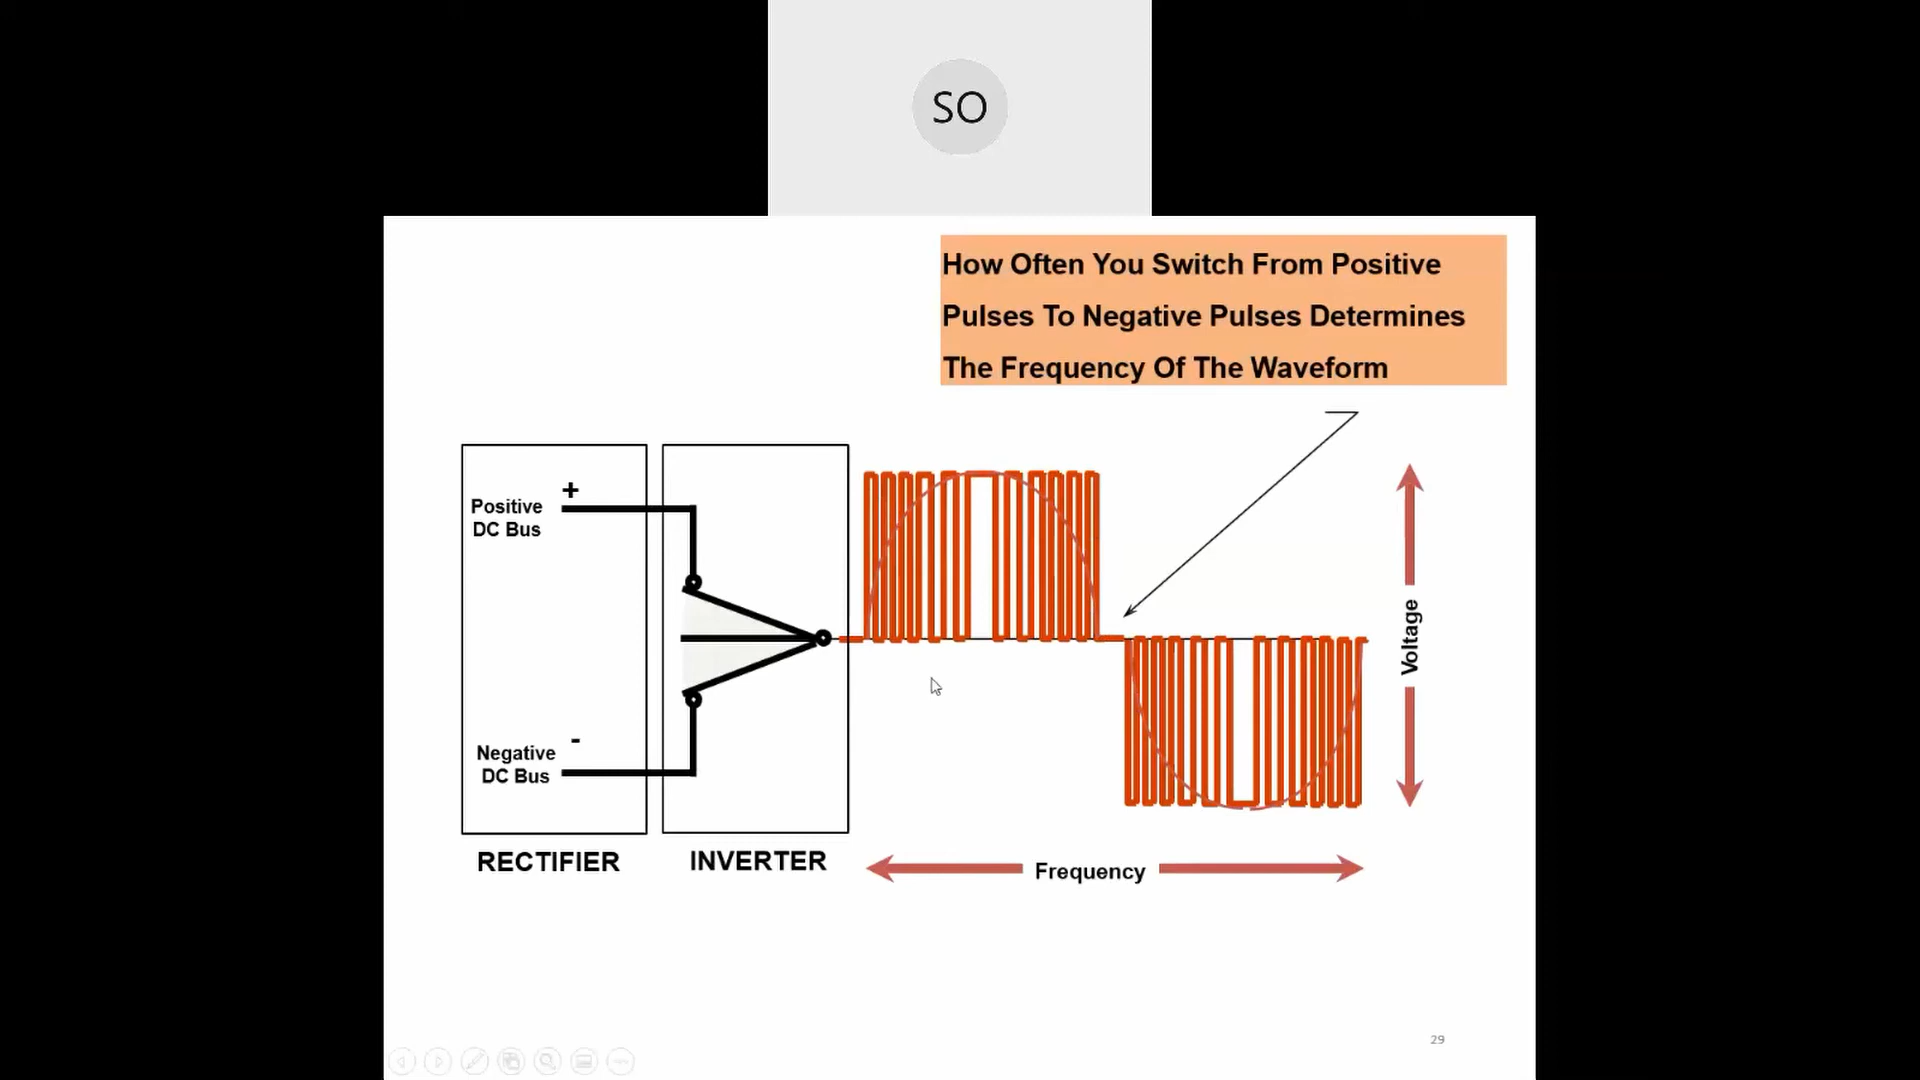 SO
How Often You Switch From Positive
Pulses To Negative Pulses Determines
The Frequency Of The Waveform
+
Positive
DC Bus
Voltage
-
Negative
DC Bus
RECTIFIER
INVERTER
Frequency
29